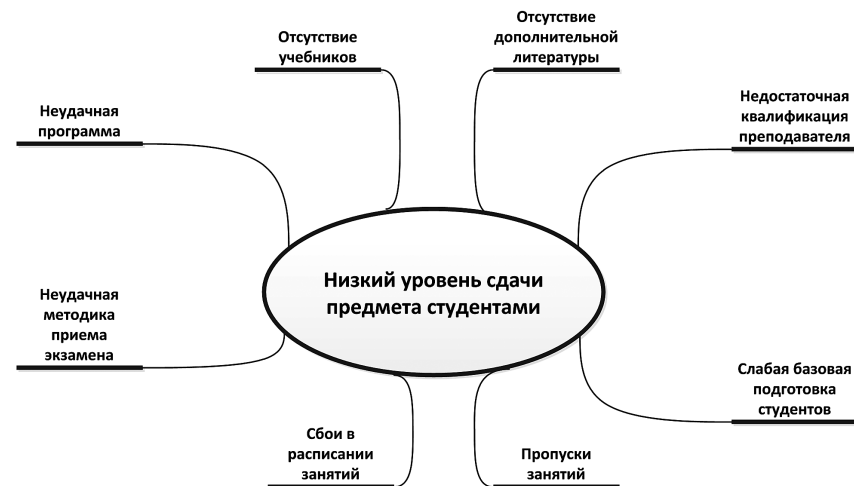 Отсутствие
учебников
Отсутствие
дополнительной
литературы
Неудачная
программа
Недостаточная
квалификация
преподавателя
Низкий уровень сдачи
предмета студентами
Неудачная
методика
приема
экзамена
Слабая базовая
подготовка
студентов
Сбои в
расписании
занятий
Пропуски
занятий